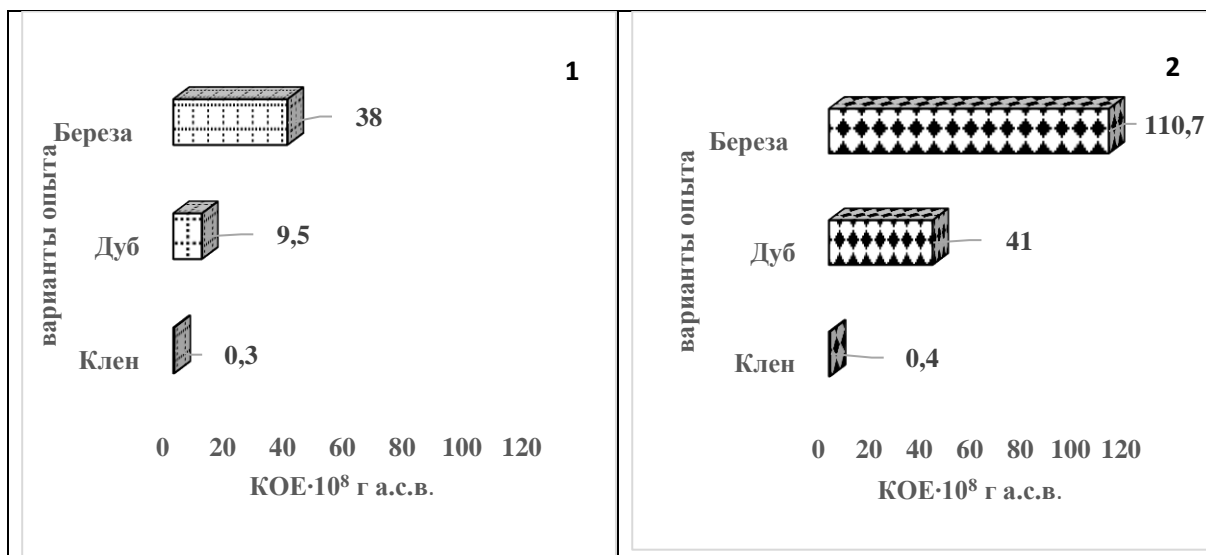 1
варианты опыта
Береза
38
Дуб
9,5
Клен
0,3
0 20 40 60 80 100 120
КОЕ·10⁸ г а.с.в.
2
варианты опыта
Береза
110,7
Дуб
41
Клен
0,4
0 20 40 60 80 100 120
КОЕ·10⁸ г а.с.в.